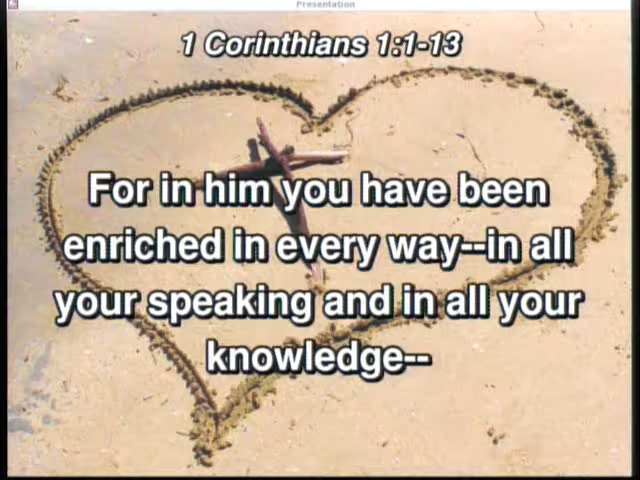 Presentation
1 Corinthians 1:1-13
For in him you have been
enriched in every way--in all
your speaking and in all your
knowledge--